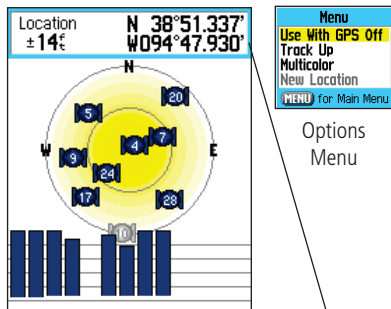 Location N 38°51.337'
±14ft W094°47.930'
N
20
5
7
4
W 9 E
24
17 28
10
Menu
Use With GPS Off
Track Up
Multicolor
New Location
MENU for Main Menu
Options
Menu